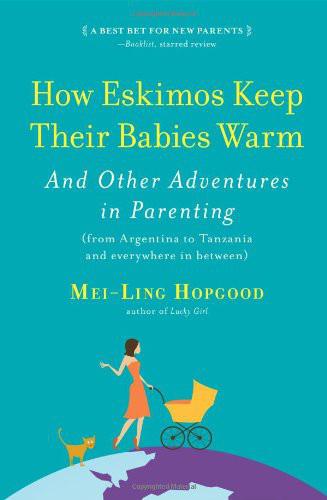 A BEST BET FOR NEW PARENTS
—Booklist, starred review
How Eskimos Keep
Their Babies Warm
And Other Adventures
in Parenting
(from Argentina to Tanzania
and everywhere in between)
Mei-Ling Hopgood
author of Lucky Girl